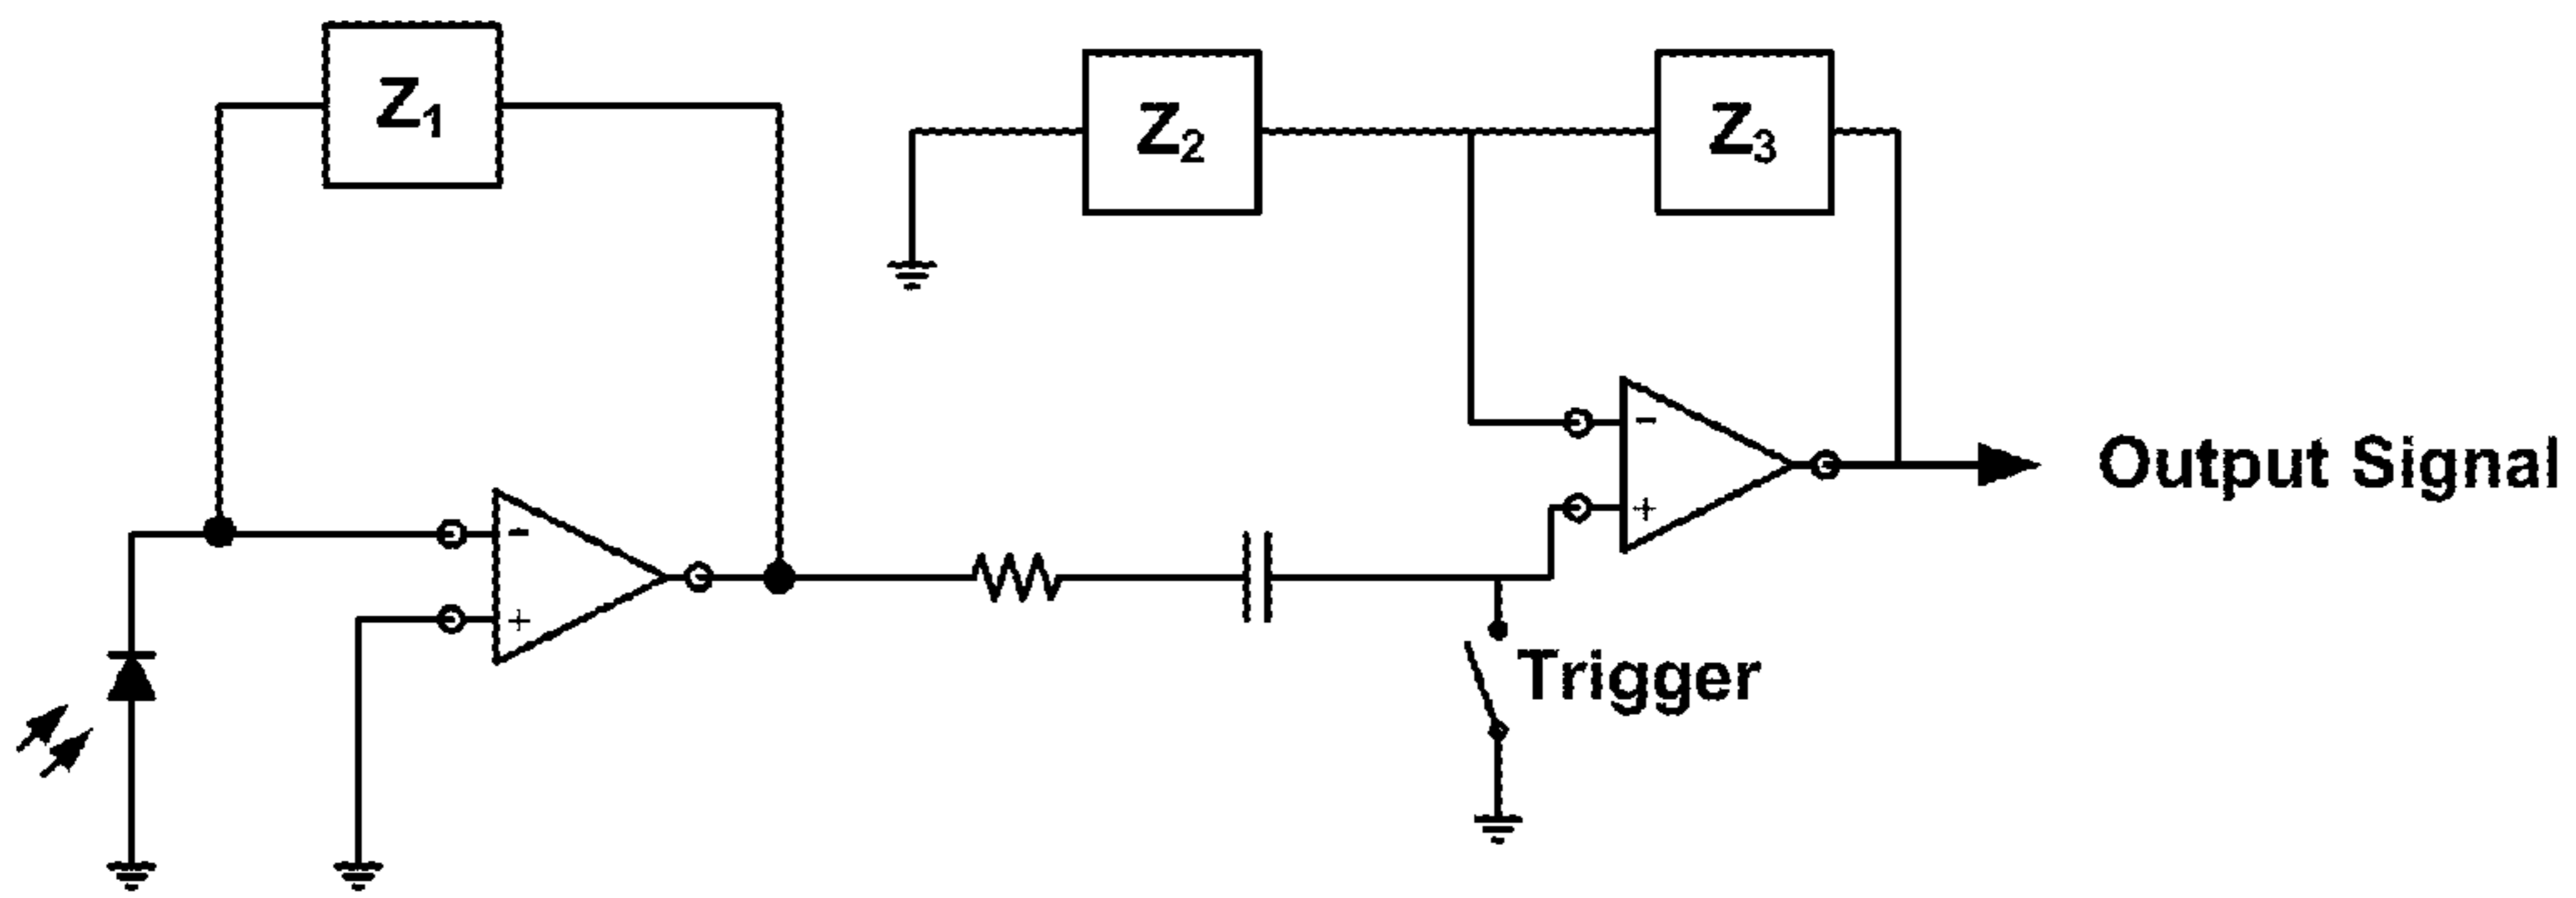 Z1
Z2
Z3
-
+
-
+
Output Signal
Trigger